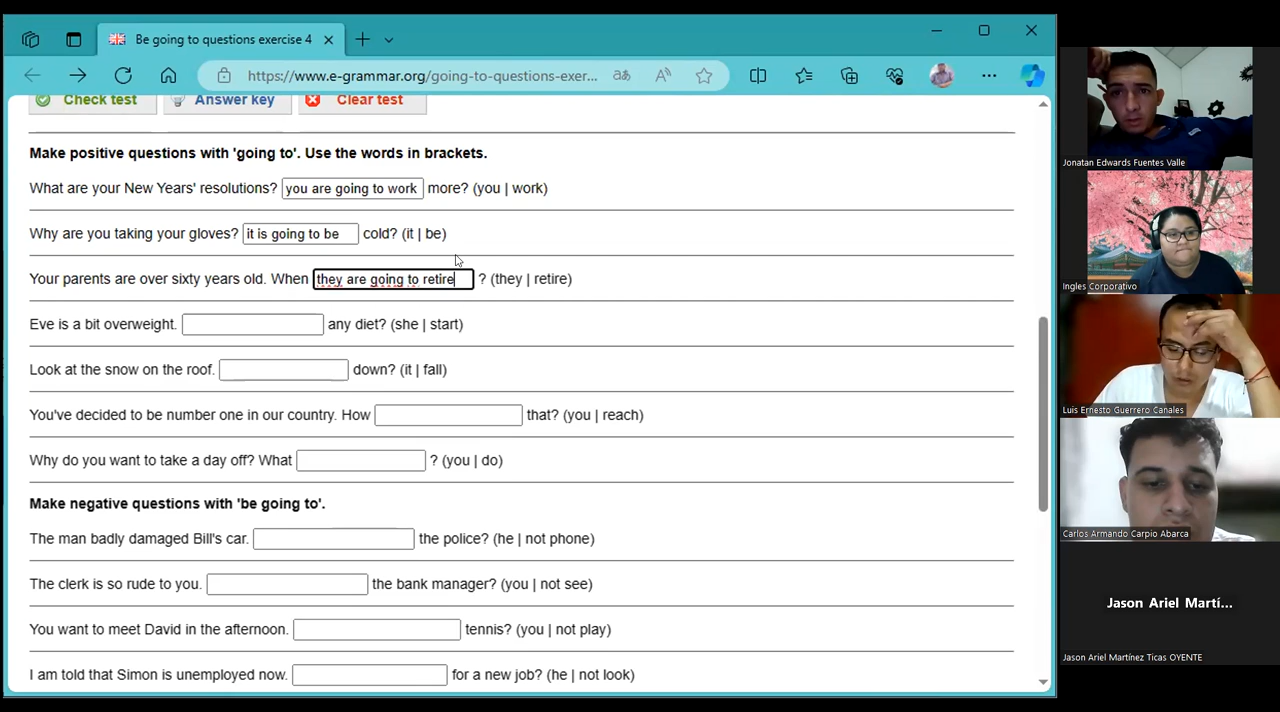 Be going to questions exercise 4
https://www.e-grammar.org/going-to-questions-exer...
Check test
Answer key
Clear test
Make positive questions with 'going to'. Use the words in brackets.
What are your New Years' resolutions? you are going to work more? (you | work)
Why are you taking your gloves? it is going to be cold? (it | be)
Your parents are over sixty years old. When they are going to retire ? (they | retire)
Eve is a bit overweight. any diet? (she | start)
Look at the snow on the roof. down? (it | fall)
You've decided to be number one in our country. How that? (you | reach)
Why do you want to take a day off? What ? (you | do)
Make negative questions with 'be going to'.
The man badly damaged Bill's car. the police? (he | not phone)
The clerk is so rude to you. the bank manager? (you | not see)
You want to meet David in the afternoon. tennis? (you | not play)
I am told that Simon is unemployed now. for a new job? (he | not look)
Jonatan Edwards Fuentes Valle
Ingles Corporativo
Luis Ernesto Guerrero Canales
Carlos Armando Carpio Abarca
Jason Ariel Martí...
Jason Ariel Martínez Ticas OYENTE